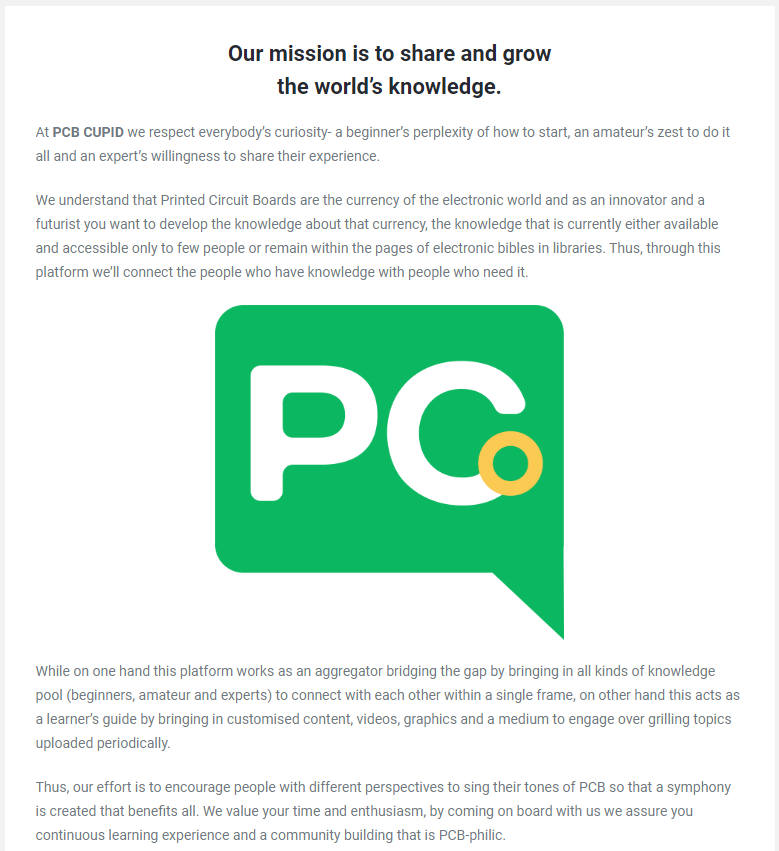 Our mission is to share and grow
the world’s knowledge.
At PCB CUPID we respect everybody’s curiosity- a beginner’s perplexity of how to start, an amateur’s zest to do it
all and an expert’s willingness to share their experience.
We understand that Printed Circuit Boards are the currency of the electronic world and as an innovator and a
futurist you want to develop the knowledge about that currency, the knowledge that is currently either available
and accessible only to few people or remain within the pages of electronic bibles in libraries. Thus, through this
platform we’ll connect the people who have knowledge with people who need it.
PC
While on one hand this platform works as an aggregator bridging the gap by bringing in all kinds of knowledge
pool (beginners, amateur and experts) to connect with each other within a single frame, on other hand this acts as
a learner’s guide by bringing in customised content, videos, graphics and a medium to engage over grilling topics
uploaded periodically.
Thus, our effort is to encourage people with different perspectives to sing their tones of PCB so that a symphony
is created that benefits all. We value your time and enthusiasm, by coming on board with us we assure you
continuous learning experience and a community building that is PCB-philic.